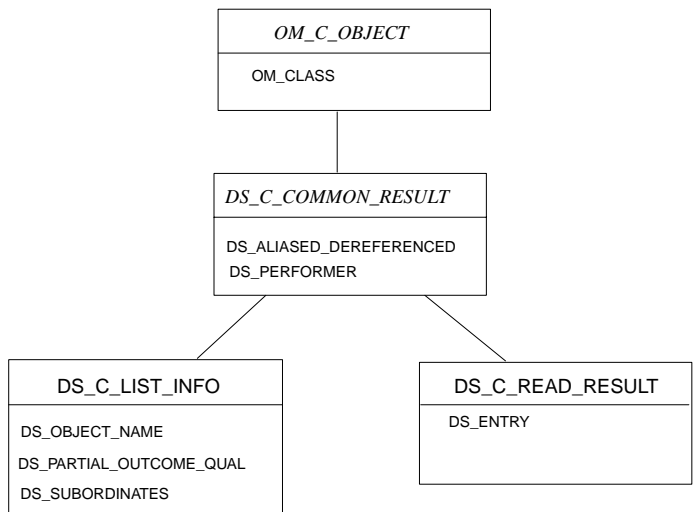 OM_C_OBJECT
OM_CLASS
DS_C_COMMON_RESULT
DS_ALIASED_DEREFERENCED
DS_PERFORMER
DS_C_LIST_INFO
DS_OBJECT_NAME
DS_PARTIAL_OUTCOME_QUAL
DS_SUBORDINATES
DS_C_READ_RESULT
DS_ENTRY